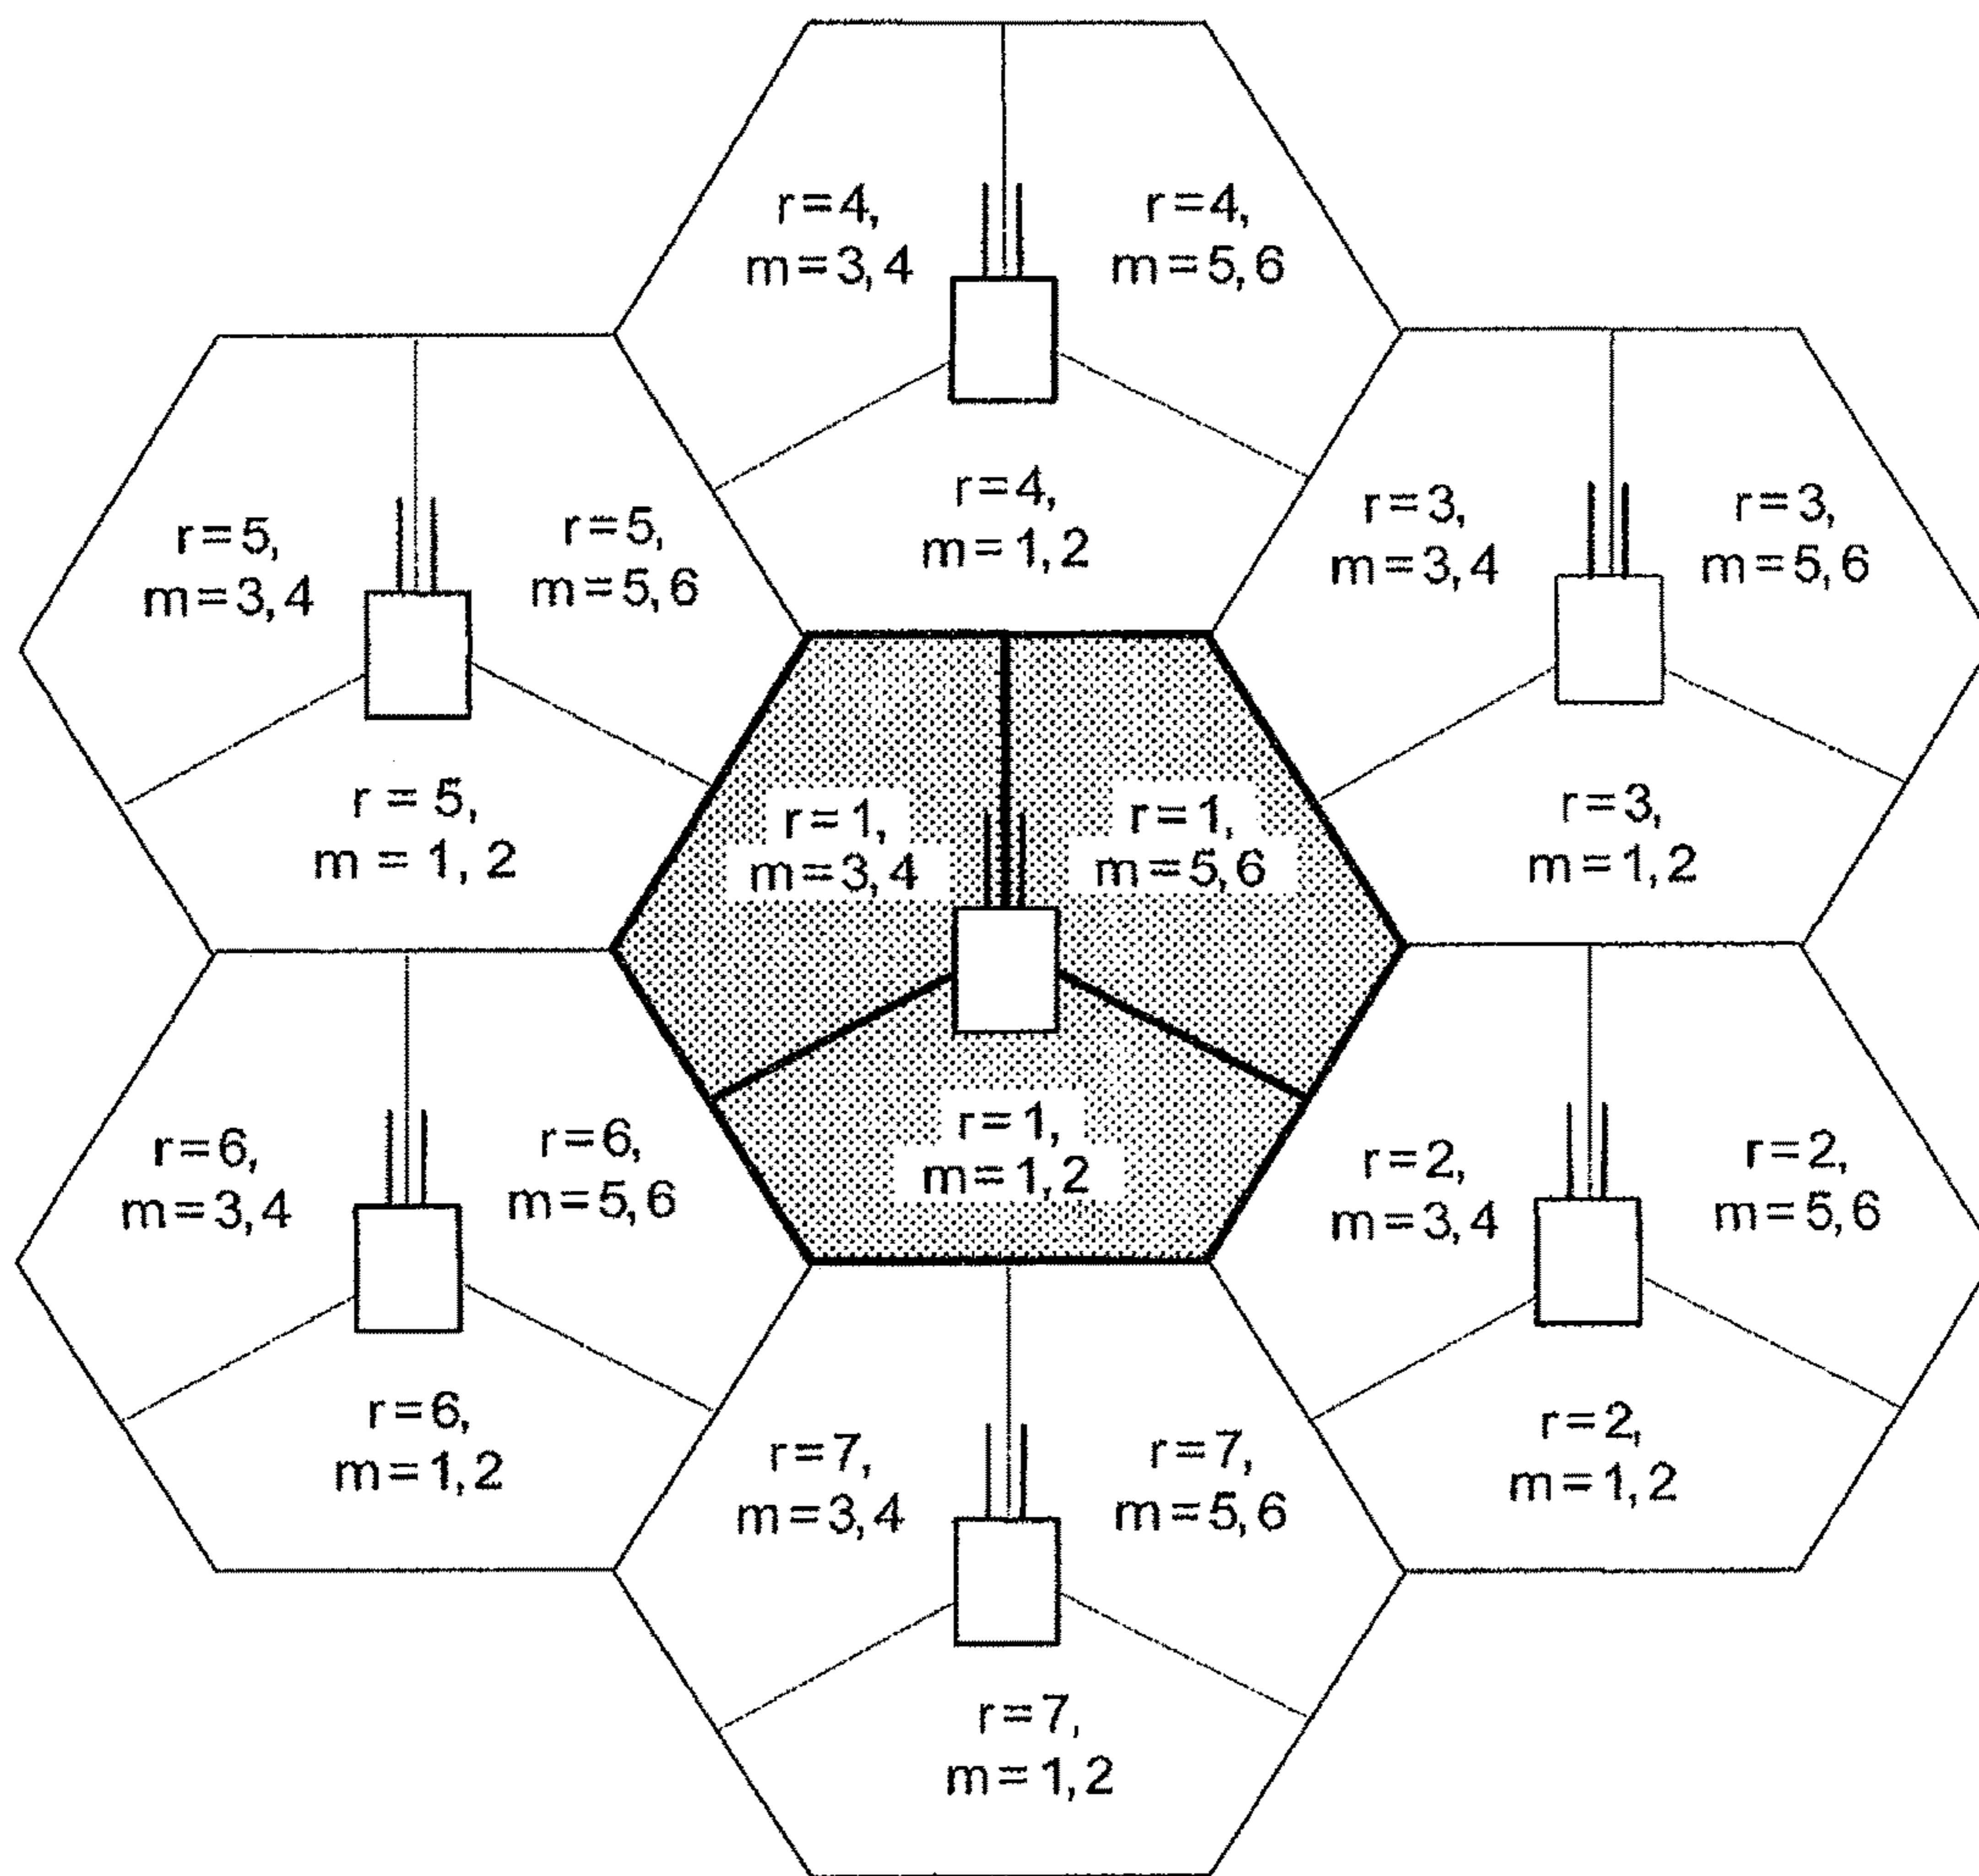 r=4,
m=3,4
r=4,
m=5,6
r=4,
m=1,2
r=5,
m=3,4
r=5,
m=5,6
r = 5,
m = 1, 2
r=3,
m=3,4
r=3,
m=5,6
r=3,
m=1,2
r=1,
m=3,4
r=1,
m=5,6
r=1,
m=1,2
r=6,
m=3,4
r=6,
m=5,6
r=6,
m=1,2
r=2,
m=3,4
r=2,
m=5,6
r=2,
m=1,2
r=7,
m=3,4
r=7,
m=5,6
r=7,
m=1,2